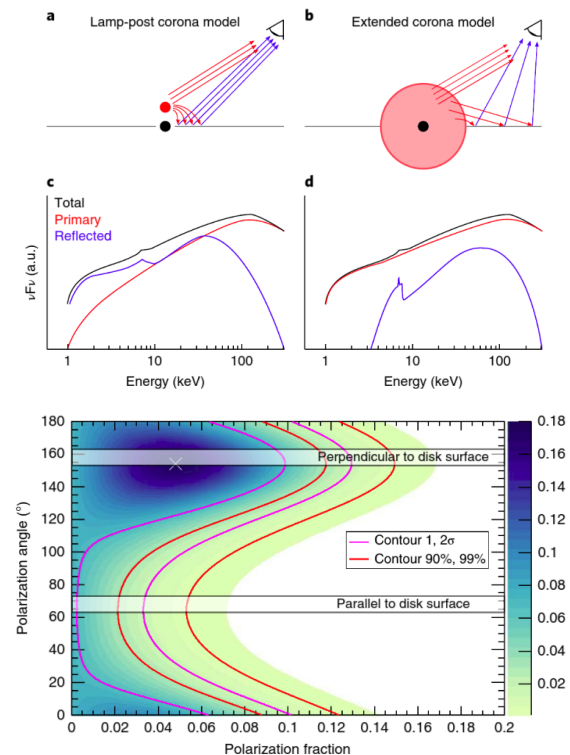 a Lamp-post corona model
b Extended corona model
c
Total
Primary
Reflected
d
νFν (a.u.)
1 10 100
Energy (keV)
1 10 100
Energy (keV)
180
160
140
120
100
80
60
40
20
0
Polarization angle (°)
Perpendicular to disk surface
Contour 1, 2σ
Contour 90%, 99%
Parallel to disk surface
0 0.02 0.04 0.06 0.08 0.1 0.12 0.14 0.16 0.18 0.2
Polarization fraction
0.18
0.16
0.14
0.12
0.1
0.08
0.06
0.04
0.02